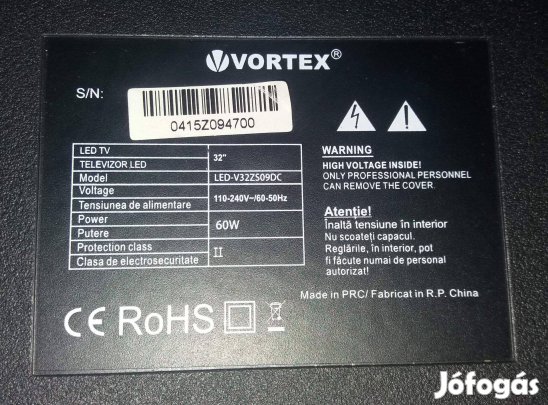 VORTEX®
S/N:
0415Z094700
LED TV
TELEVIZOR LED
32"
Model
LED-V32ZS09DC
Voltage
Tensiunea de alimentare
110-240V~/60-50Hz
Power
Putere
60W
Protection class
Clasa de electrosecuritate
II
WARNING
HIGH VOLTAGE INSIDE!
ONLY PROFESSIONAL PERSONNEL
CAN REMOVE THE COVER.
Atenție!
Înaltă tensiune în interior
Nu scoateți capacul.
Reglările, în interior, pot
fi făcute numai de personal
autorizat!
Made in PRC/ Fabricat in R.P. China
CE RoHS
Jófogás